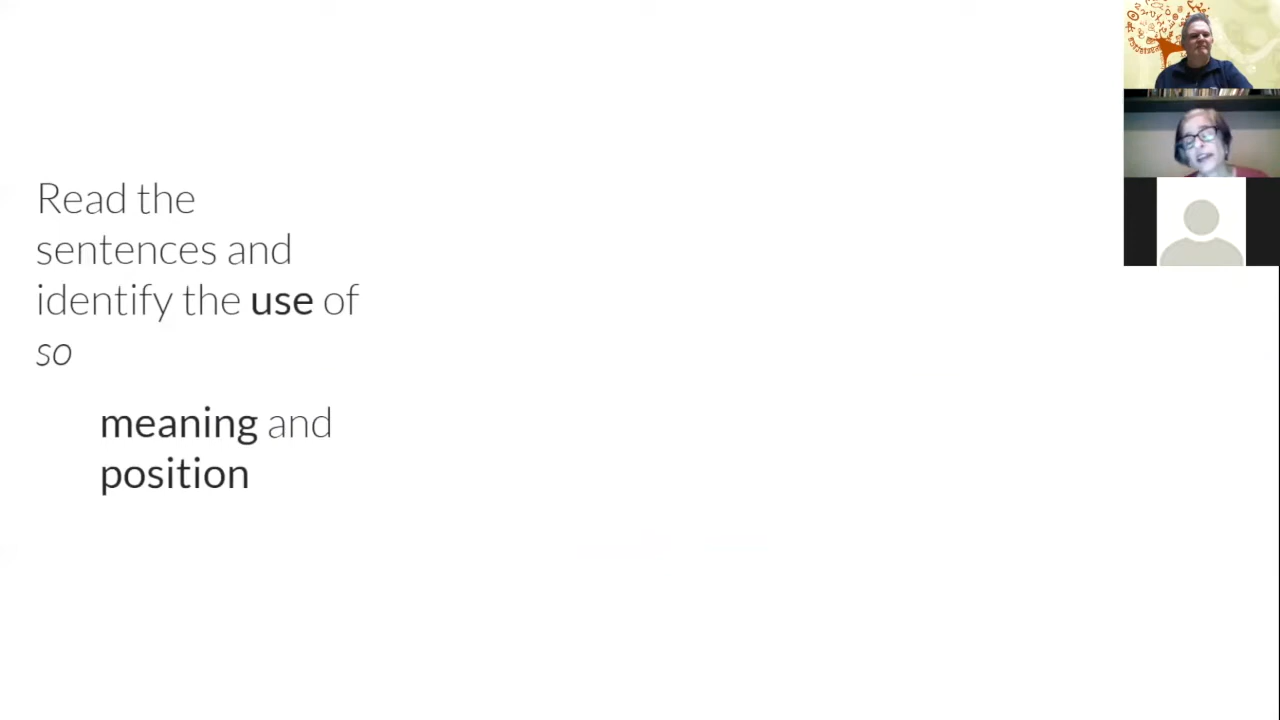 Read the
sentences and
identify the use of
so
meaning and
position